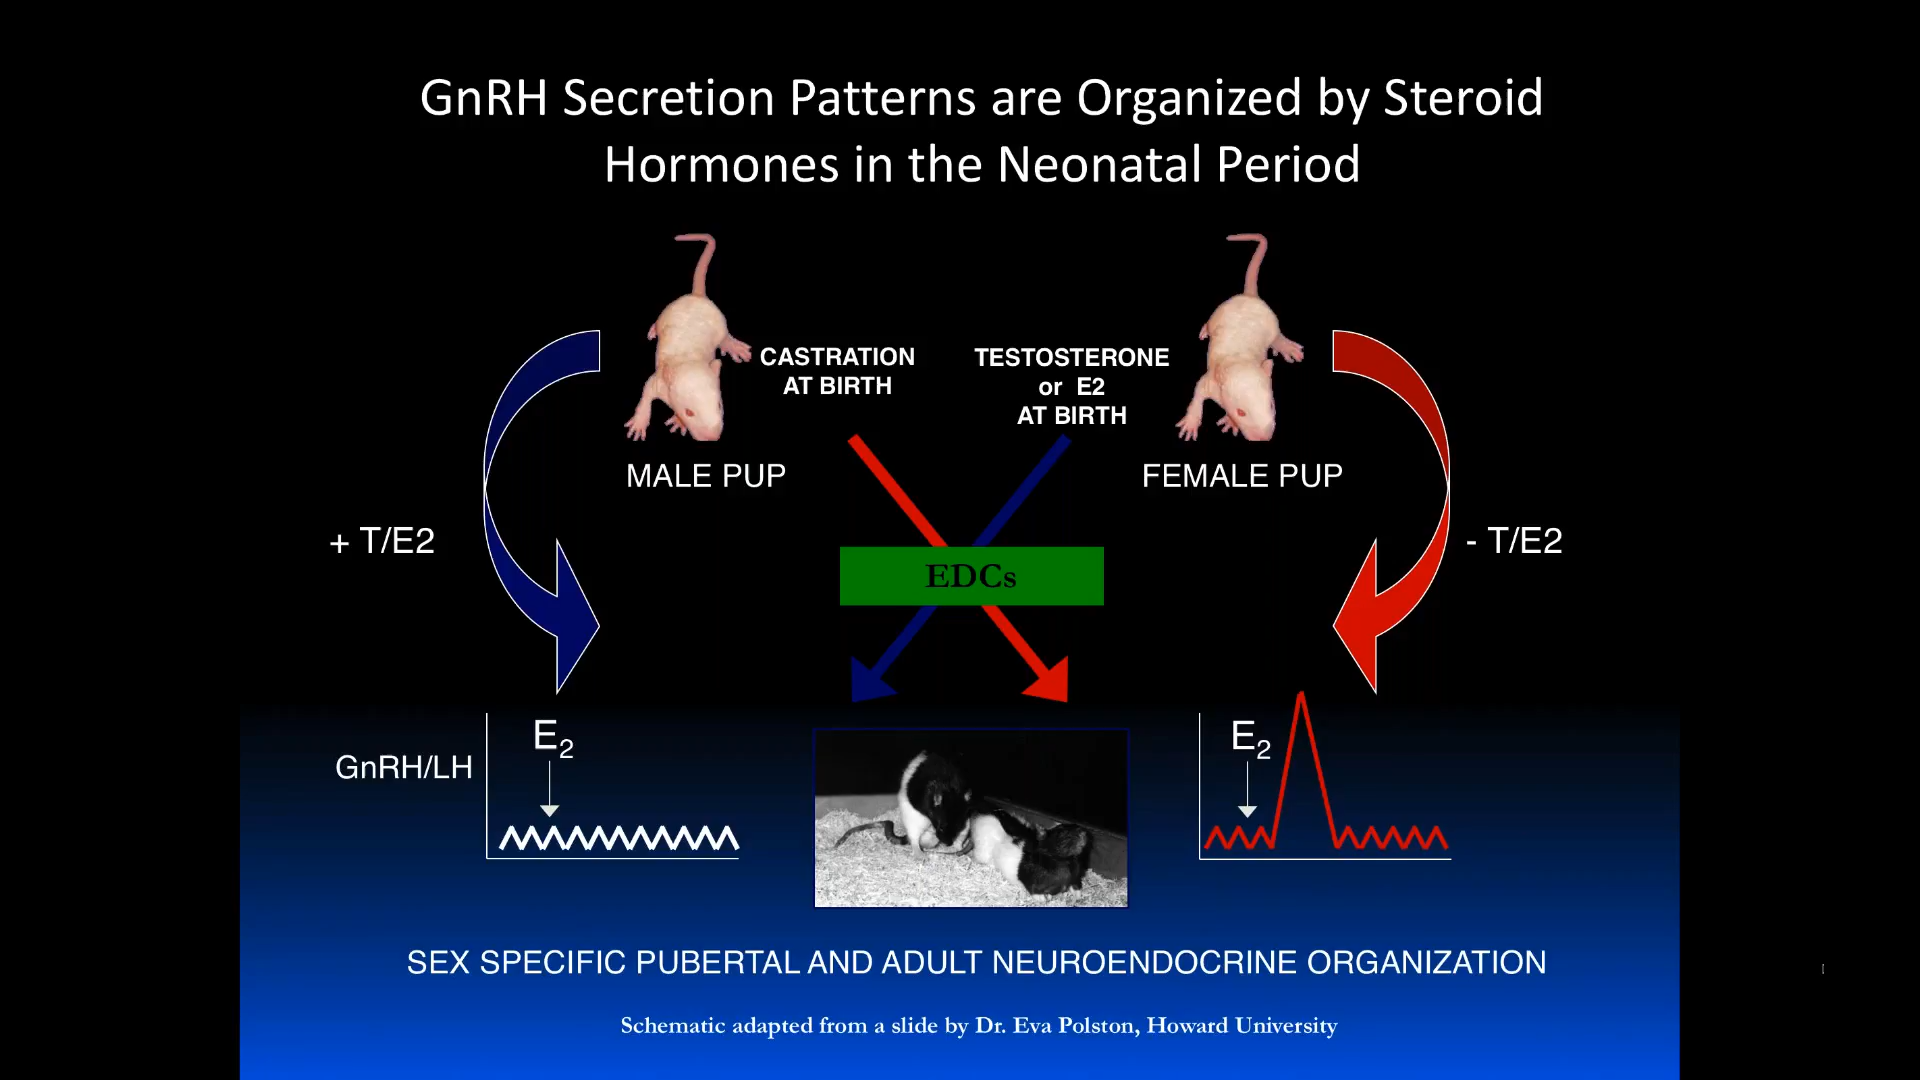 GnRH Secretion Patterns are Organized by Steroid
Hormones in the Neonatal Period
CASTRATION
AT BIRTH
TESTOSTERONE
or E2
AT BIRTH
MALE PUP
FEMALE PUP
+ T/E2
- T/E2
EDCs
E2
GnRH/LH
E2
SEX SPECIFIC PUBERTAL AND ADULT NEUROENDOCRINE ORGANIZATION
Schematic adapted from a slide by Dr. Eva Polston, Howard University